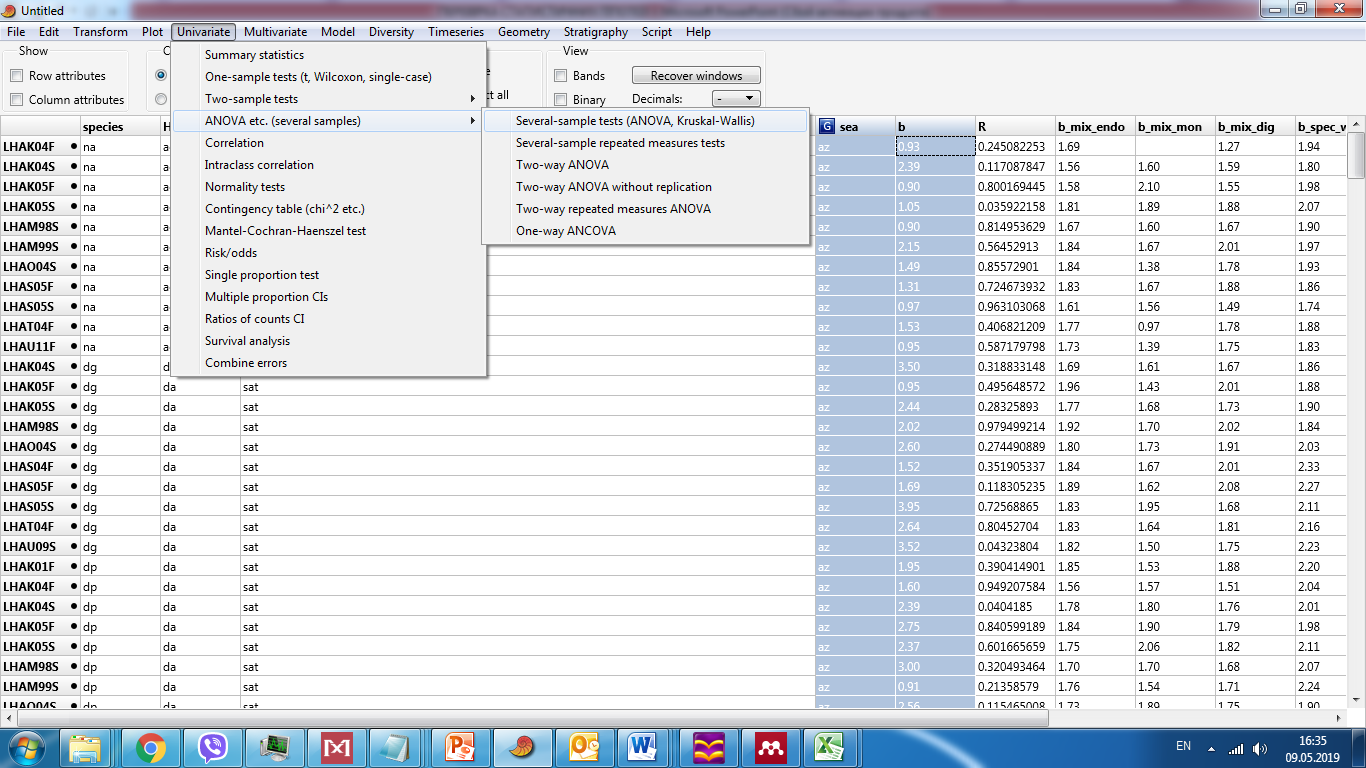 Untitled
File Edit Transform Plot Univariate Multivariate Model Diversity Timeseries Geometry Stratigraphy Script Help
Show
View
Row attributes
Column attributes
Bands
Binary
Recover windows
Decimals: -
Summary statistics
One-sample tests (t, Wilcoxon, single-case)
Two-sample tests
ANOVA etc. (several samples)
Correlation
Intraclass correlation
Normality tests
Contingency table (chi^2 etc.)
Mantel-Cochran-Haenszel test
Risk/odds
Single proportion test
Multiple proportion CIs
Ratios of counts CI
Survival analysis
Combine errors
Several-sample tests (ANOVA, Kruskal-Wallis)
Several-sample repeated measures tests
Two-way ANOVA
Two-way ANOVA without replication
Two-way repeated measures ANOVA
One-way ANCOVA
species G sea b R b_mix_endo b_mix_mon b_mix_dig b_spec_w
LHAK04F na az 0.93 0.245082253 1.69 1.27 1.94
LHAK04S na az 2.39 0.117087847 1.56 1.60 1.59 1.80
LHAK05F na az 0.90 0.800169445 1.58 2.10 1.55 1.98
LHAK05S na az 1.05 0.035922158 1.81 1.89 1.88 2.07
LHAM98S na az 0.90 0.814953629 1.67 1.60 1.67 1.90
LHAM99S na az 2.15 0.56452913 1.84 1.67 2.01 1.97
LHAO04S na az 1.49 0.85572901 1.84 1.38 1.78 1.93
LHAS05F na az 1.31 0.724673932 1.83 1.67 1.88 1.86
LHAS05S na az 0.97 0.963103068 1.61 1.56 1.49 1.74
LHAT04F na az 1.53 0.406821209 1.77 0.97 1.78 1.88
LHAU11F na az 0.95 0.587179798 1.73 1.39 1.75 1.83
LHAK04S dg az 3.50 0.318833148 1.69 1.61 1.67 1.86
LHAK05F dg da sat az 0.95 0.495648572 1.96 1.43 2.01 1.88
LHAK05S dg da sat az 2.44 0.28325893 1.77 1.68 1.73 1.90
LHAM98S dg da sat az 2.02 0.979499214 1.92 1.70 2.02 1.84
LHAO04S dg da sat az 2.60 0.274490889 1.80 1.73 1.91 2.03
LHAS04F dg da sat az 1.52 0.351905337 1.84 1.67 2.01 2.33
LHAS05F dg da sat az 1.69 0.118305235 1.89 1.62 2.08 2.27
LHAS05S dg da sat az 3.95 0.72568865 1.83 1.95 1.68 2.11
LHAT04F dg da sat az 2.64 0.80452704 1.83 1.64 1.81 2.16
LHAU09S dg da sat az 3.52 0.04323804 1.82 1.50 1.75 2.23
LHAK01F dp da sat az 1.95 0.390414901 1.85 1.53 1.88 2.20
LHAK04F dp da sat az 1.60 0.949207584 1.56 1.57 1.51 2.04
LHAK04S dp da sat az 2.39 0.0404185 1.78 1.80 1.76 2.01
LHAK05F dp da sat az 2.75 0.840599189 1.84 1.90 1.79 1.98
LHAK05S dp da sat az 2.37 0.601665659 1.75 2.06 1.82 2.11
LHAM98S dp da sat az 3.00 0.320493464 1.70 1.70 1.68 2.07
LHAM99S dp da sat az 0.91 0.21358579 1.76 1.54 1.71 2.24
LHAO04S dp da sat az 2.56 0.115465008 1.73 1.89 1.75 1.90
EN
16:35
09.05.2019